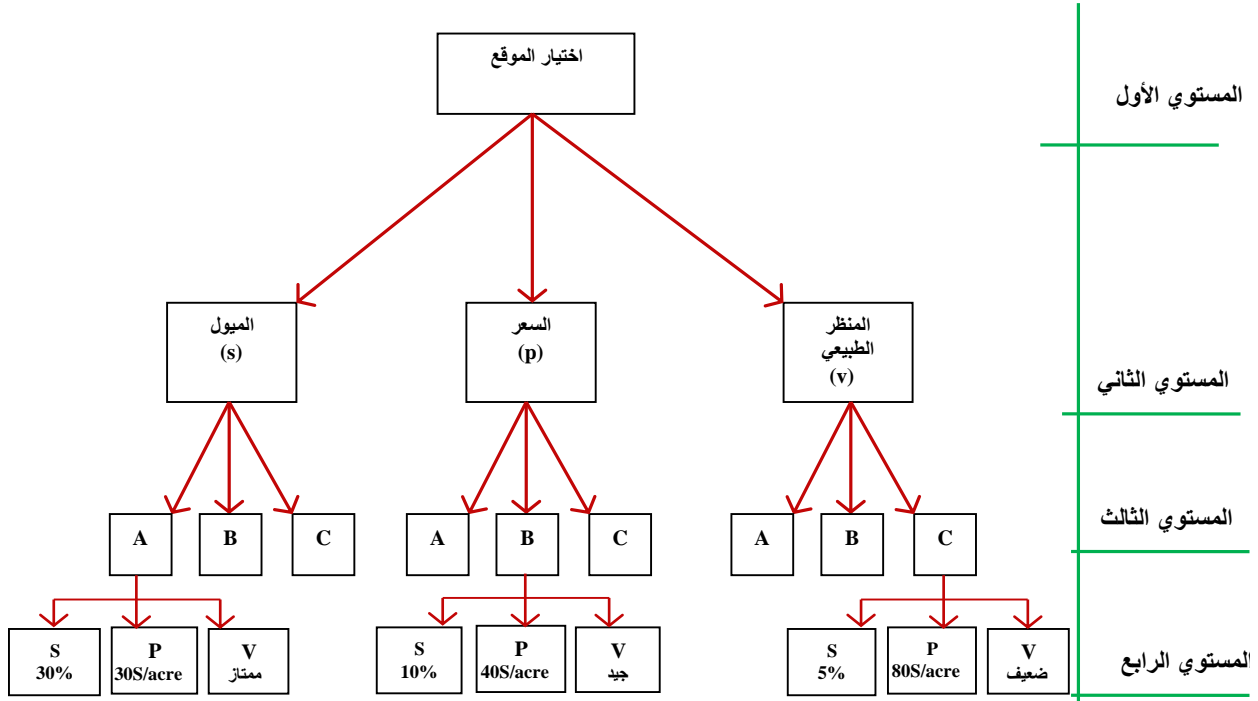 اختيار الموقع
المستوي الأول
الميول
(s)
السعر
(p)
المنظر
الطبيعي
(v)
المستوي الثاني
A
B
C
A
B
C
A
B
C
المستوي الثالث
S
30%
P
30S/acre
V
ممتاز
S
10%
P
40S/acre
V
جيد
S
5%
P
80S/acre
V
ضعيف
المستوي الرابع